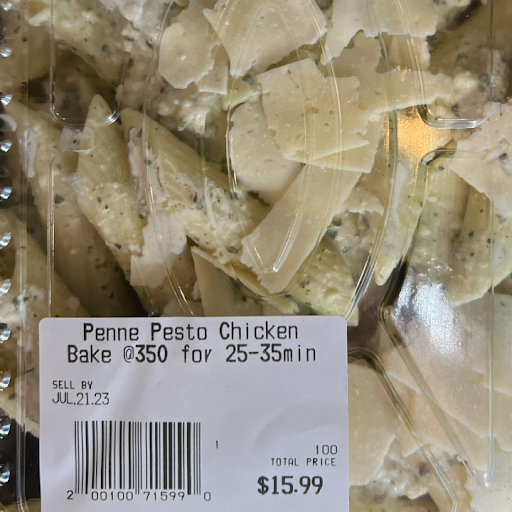 Penne Pesto Chicken
Bake @350 for 25-35min
SELL BY
JUL.21.23
1
100
TOTAL PRICE
$15.99
2 00100 71599 0